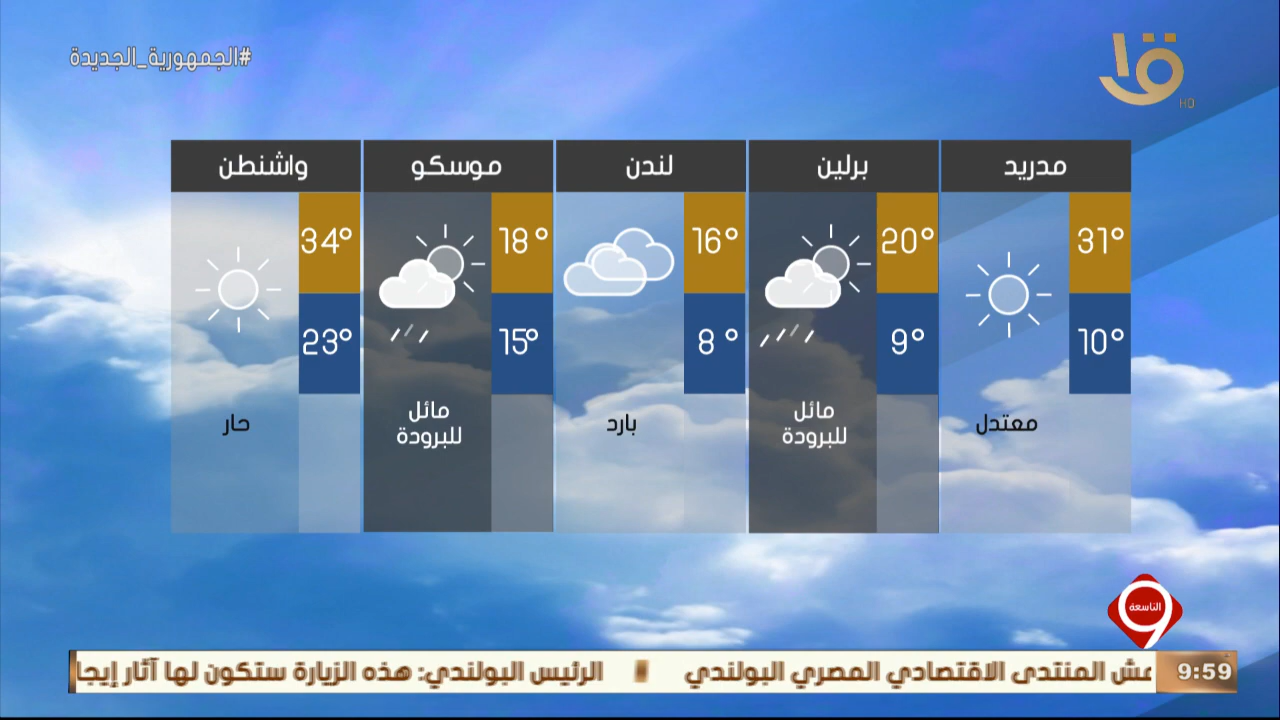 #الجمهورية_الجديدة
HD
مدريد
31°
10°
معتدل
برلين
20°
9°
مائل
للبرودة
لندن
16°
8°
بارد
موسكو
18°
15°
مائل
للبرودة
واشنطن
34°
23°
حار
التاسعة
9
9:59
المنتدى الاقتصادي المصري البولندي
الرئيس البولندي: هذه الزيارة ستكون لها آثار إيجا